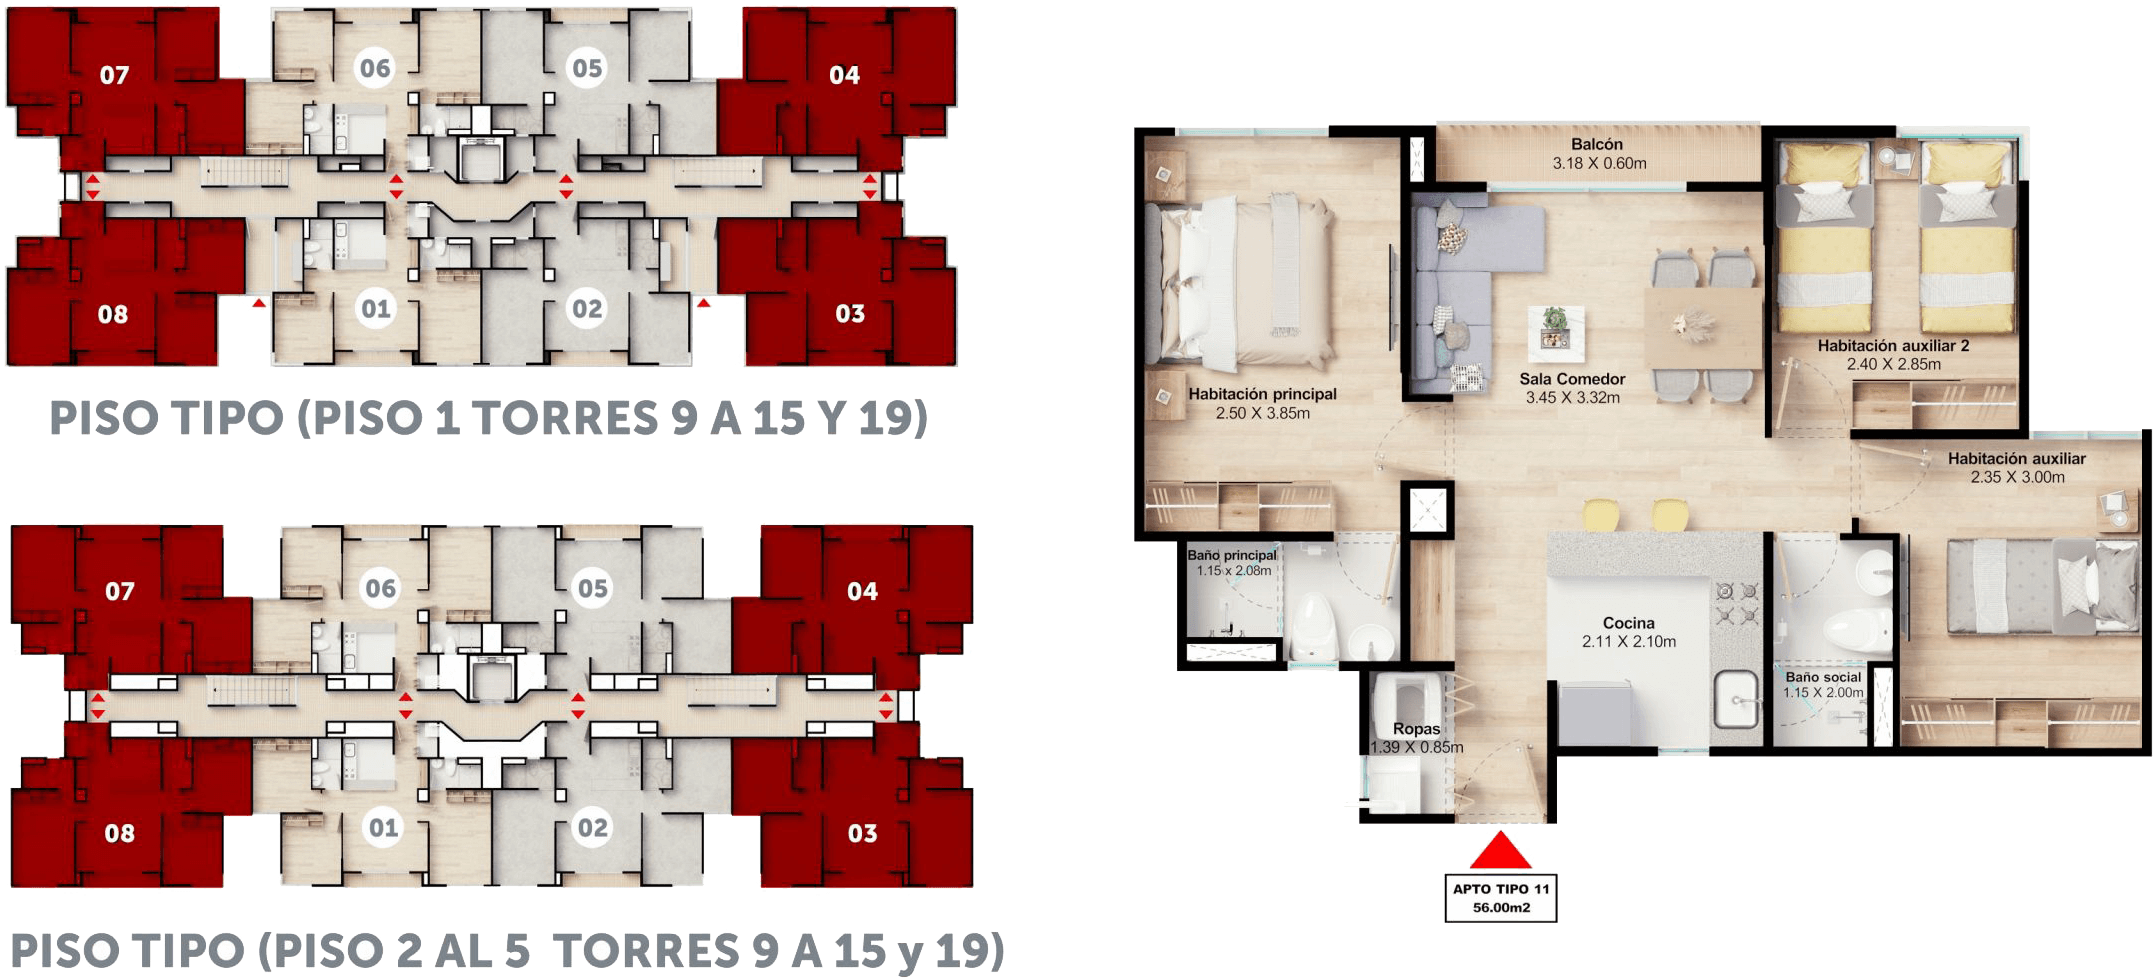 07
06
05
04
08
01
02
03
PISO TIPO (PISO 1 TORRES 9 A 15 Y 19)
07
06
05
04
08
01
02
03
PISO TIPO (PISO 2 AL 5 TORRES 9 A 15 y 19)
Balcón
3.18 X 0.60m
Habitación auxiliar 2
2.40 X 2.85m
Sala Comedor
3.45 X 3.32m
Habitación principal
2.50 X 3.85m
Habitación auxiliar
2.35 X 3.00m
Baño principal
1.15 x 2.08m
Cocina
2.11 X 2.10m
Baño social
1.15 X 2.00m
Ropas
1.39 X 0.85m
APTO TIPO 11
56.00m2